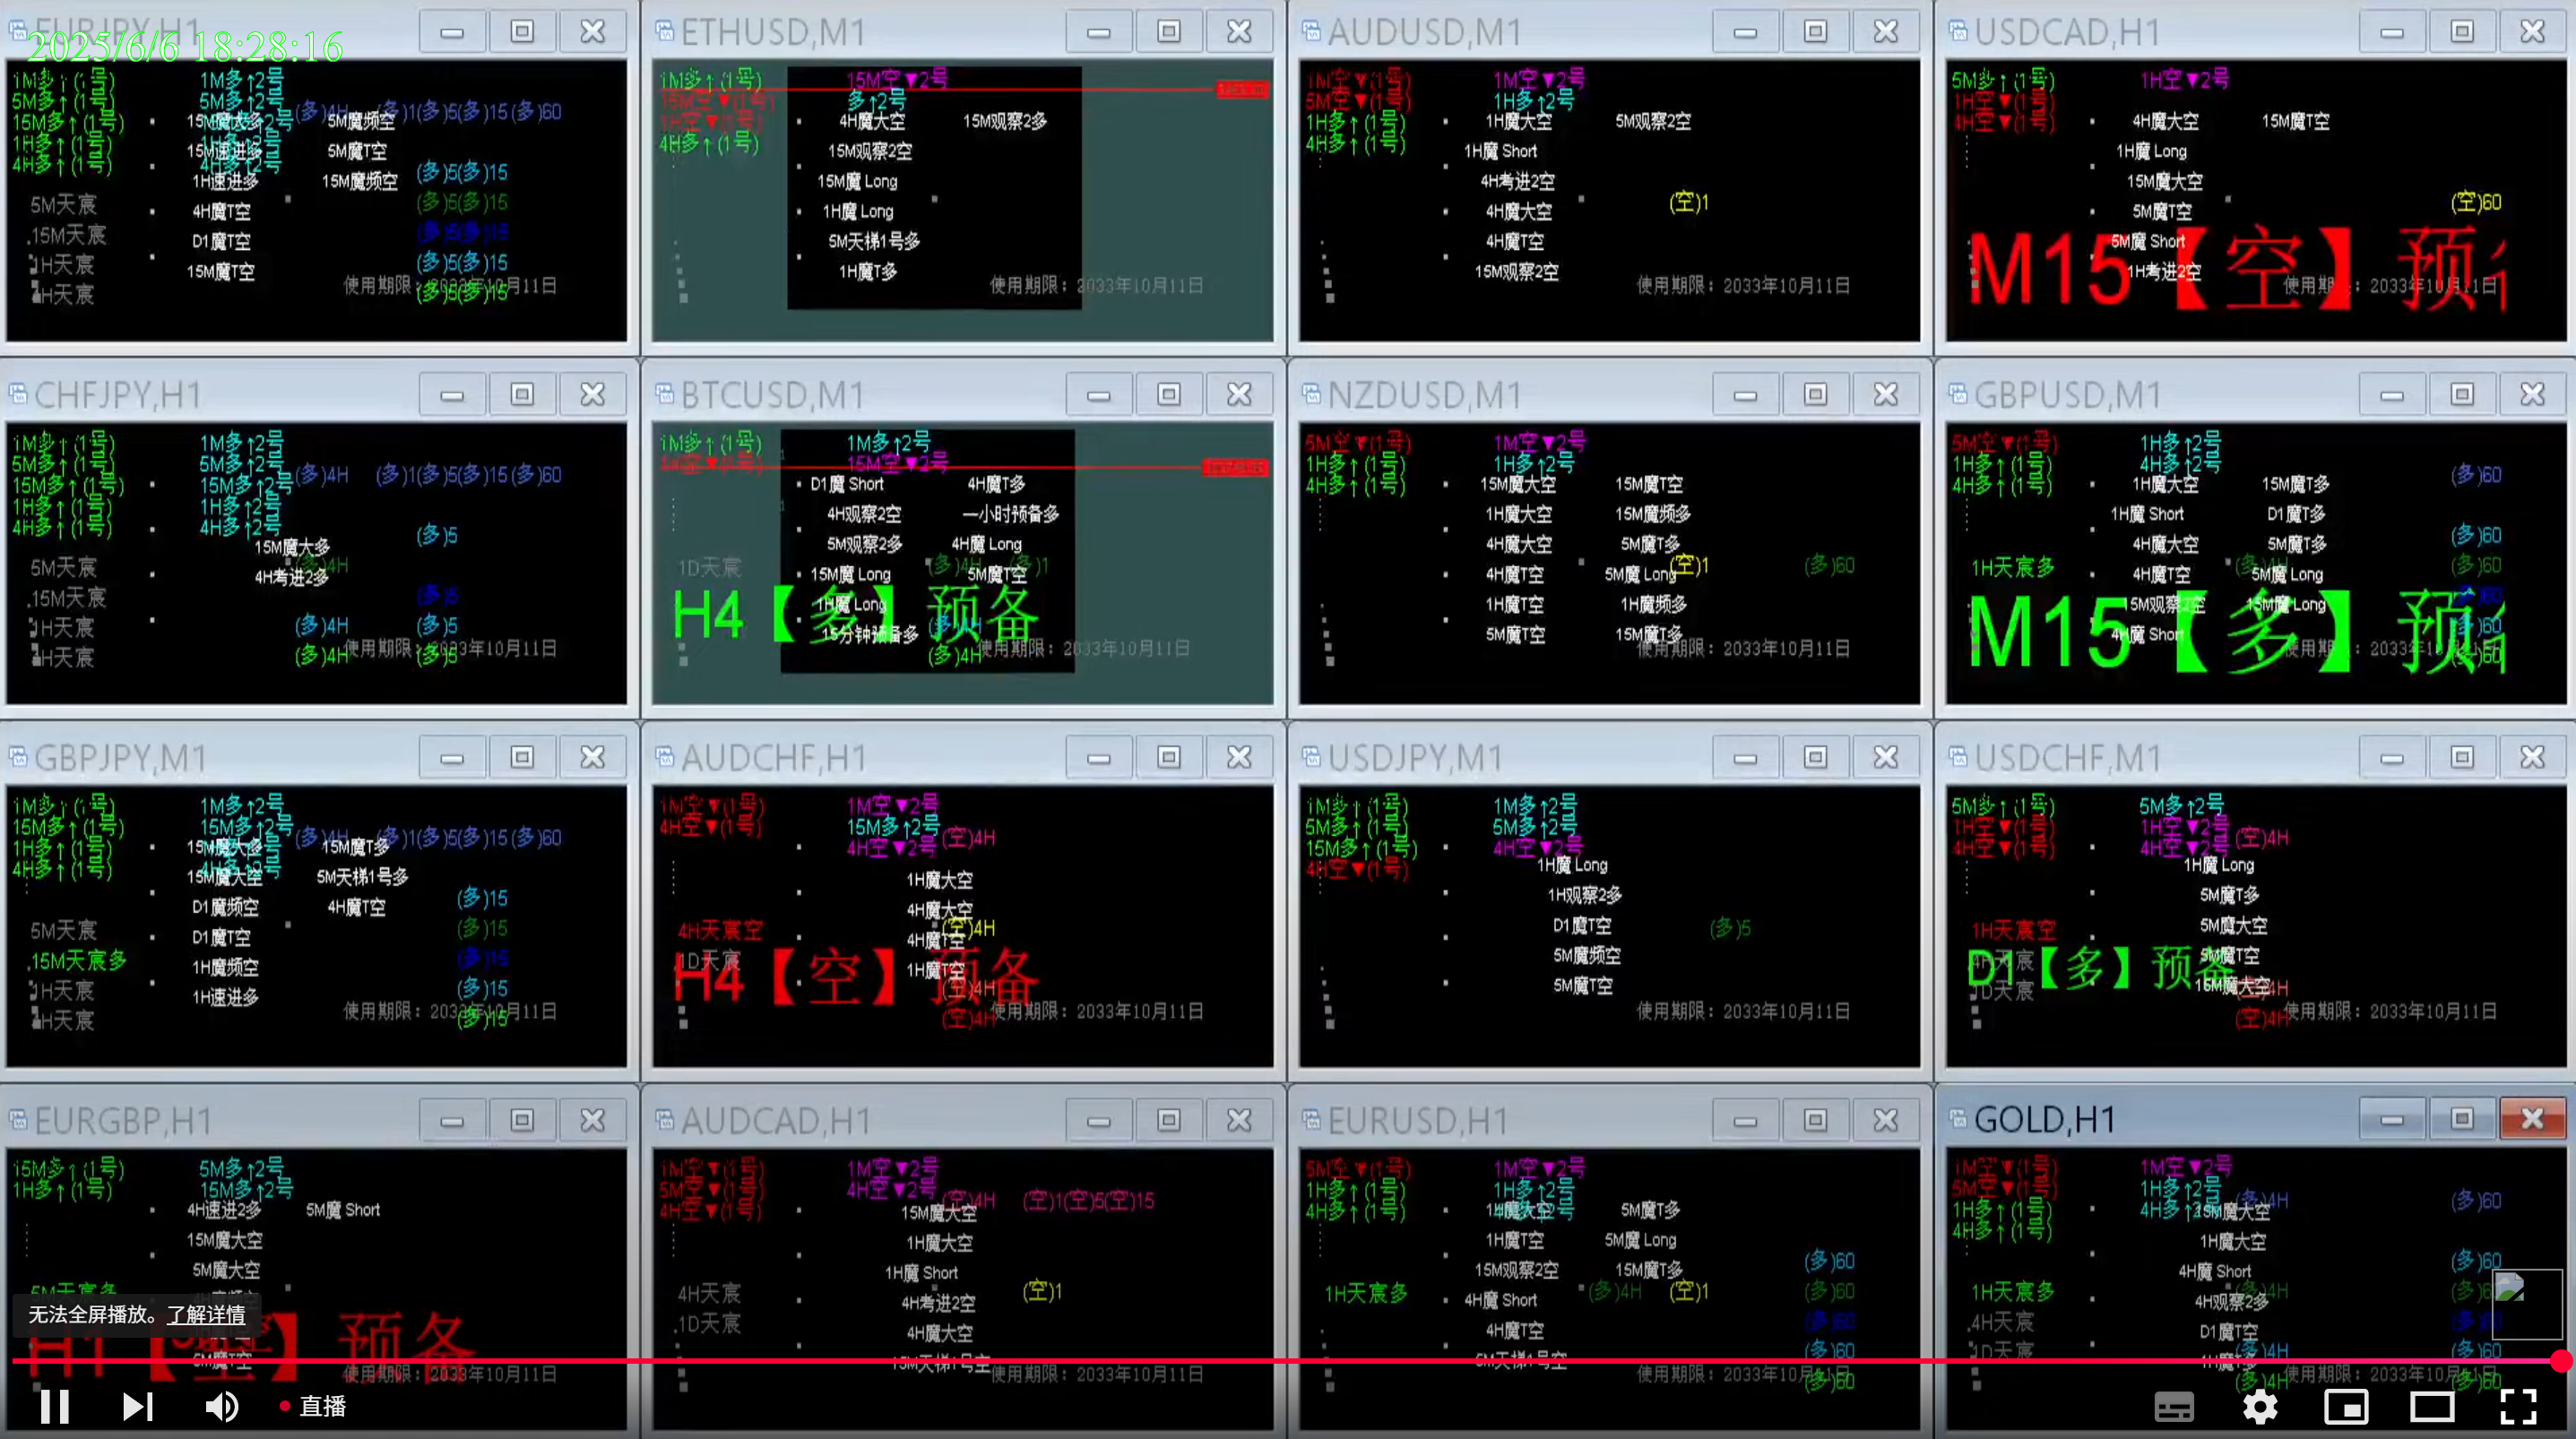 EURJPY,H1
2025/6/6 18:28:16
1M多↑(1号) 1M多↑2号
5M多↑(1号) 5M多↑2号 (多)4H (多)1(多)5(多)15(多)60
15M多↑(1号) 15M魔大多 5M魔频空
1H多↑(1号) 15M速进多 5M魔T空
4H多↑(1号) 4H多↑2号 (多)5(多)15
1H速进多 15M魔频空
5M天宸 4H魔T空 (多)5(多)15
.15M天宸 D1魔T空 (多)5(多)15
1H天宸 15M魔T空 (多)5(多)15
4H天宸 使用期限：2033年10月11日 (多)5(多)15
ETHUSD,M1
1M多↑(1号) 15M空▼2号
15M空▼(1号) 多↑2号
1H空▼(1号) 4H魔大空 15M观察2多
4H多↑(1号) 15M观察2空
15M魔 Long
1H魔 Long
5M天梯1号多
1H魔T多
使用期限：2033年10月11日
AUDUSD,M1
1M空▼(1号) 1M空▼2号
5M空▼(1号) 1H多↑2号
1H多↑(1号) 1H魔大空 5M观察2空
4H多↑(1号) 1H魔 Short
4H考进2空
4H魔大空 (空)1
4H魔T空
15M观察2空
使用期限：2033年10月11日
USDCAD,H1
5M多↑(1号) 1H空▼2号
1H空▼(1号)
4H空▼(1号) 4H魔大空 15M魔T空
1H魔 Long
15M魔大空
5M魔T空 (空)60
5M魔 Short
M15【空】预
1H考进2空
使用期限：2033年10月11日
CHFJPY,H1
1M多↑(1号) 1M多↑2号
5M多↑(1号) 5M多↑2号 (多)4H (多)1(多)5(多)15(多)60
15M多↑(1号) 15M多↑2号
1H多↑(1号) 1H多↑2号
4H多↑(1号) 4H多↑2号 (多)5
15M魔大多
5M天宸 (多)4H
4H考进2多
.15M天宸 (多)5
1H天宸 (多)4H (多)5
4H天宸 (多)4H (多)5
使用期限：2033年10月11日
BTCUSD,M1
1M多↑(1号) 1M多↑2号
15M空▼2号
D1魔 Short 4H魔T多
4H观察2空 一小时预备多
5M观察2多 4H魔 Long
1D天宸 (多)4H (多)1
15M魔 Long 5M魔T空
1H魔 Long
H4【多】预备
15分钟预备多
(多)4H
使用期限：2033年10月11日
NZDUSD,M1
5M空▼(1号) 1M空▼2号
1H多↑(1号) 1H多↑2号
4H多↑(1号) 15M魔大空 15M魔T空
1H魔大空 15M魔频多
4H魔大空 5M魔T多
4H魔T空 5M魔 Long (空)1 (多)60
1H魔T空 1H魔频多
5M魔T空 15M魔T多
使用期限：2033年10月11日
GBPUSD,M1
5M空▼(1号) 1H多↑2号
1H多↑(1号) 4H多↑2号 (多)60
4H多↑(1号) 1H魔大空 15M魔T多
1H魔 Short D1魔T多
4H魔大空 5M魔T多 (多)60
1H天宸多 (多)4H (多)60
4H魔T空 5M魔 Long
15M观察2空 15M魔 Long
M15【多】预
4H魔 Short (多)60
使用期限：2033年10月11日 (多)60
GBPJPY,M1
1M多↑(1号) 1M多↑2号
15M多↑(1号) 15M多↑2号 (多)4H (多)1(多)5(多)15(多)60
1H多↑(1号) 15M魔大多 15M魔T多
4H多↑(1号) 4H多↑2号
15M魔大空 5M天梯1号多
D1魔频空 4H魔T空 (多)15
5M天宸 D1魔T空 (多)15
.15M天宸多 1H魔频空 (多)15
1H天宸 1H速进多 (多)15
4H天宸 使用期限：2033年10月11日 (多)15
AUDCHF,H1
1M空▼(1号) 1M空▼2号
4H空▼(1号) 15M多↑2号 (空)4H
4H空▼2号
1H魔大空
4H魔大空
4H天宸空 (空)4H
4H魔T空
1D天宸 1H魔T空
H4【空】预备
(空)4H
(空)4H
使用期限：2033年10月11日
USDJPY,M1
1M多↑(1号) 1M多↑2号
5M多↑(1号) 5M多↑2号
15M多↑(1号) 4H空▼2号
4H空▼(1号) 1H魔 Long
1H观察2多
D1魔T空 (多)5
5M魔频空
5M魔T空
使用期限：2033年10月11日
USDCHF,M1
5M多↑(1号) 5M多↑2号
1H空▼(1号) 1H空▼2号 (空)4H
4H空▼(1号) 4H空▼2号
1H魔 Long
5M魔T多
1H天宸空 5M魔大空
4H天宸 5M魔T空
D1【多】预备
1D天宸 15M魔大空 (空)4H
(空)4H
使用期限：2033年10月11日
EURGBP,H1
15M多↑(1号) 5M多↑2号
1H多↑(1号) 15M多↑2号
4H速进2多 5M魔 Short
15M魔大空
5M魔大空
5M天宸多
H1【空】预备
5M魔T空
使用期限：2033年10月11日
AUDCAD,H1
1M空▼(1号) 1M空▼2号
5M空▼(1号) 4H空▼2号 (空)4H (空)1(空)5(空)15
4H空▼(1号) 15M魔大空
1H魔大空
1H魔 Short
4H天宸 4H考进2空 (空)1
.1D天宸 4H魔大空
15M天梯1号空
使用期限：2033年10月11日
EURUSD,H1
5M空▼(1号) 1M空▼2号
1H多↑(1号) 1H多↑2号
4H多↑(1号) 1H魔大空 5M魔T多
1H魔T空 5M魔 Long
15M观察2空 15M魔T多 (多)60
1H天宸多 4H魔 Short (多)4H (空)1 (多)60
4H魔T空 (多)60
5M天梯1号空 (多)60
使用期限：2033年10月11日 (多)60
GOLD,H1
1M空▼(1号) 1M空▼2号
5M空▼(1号) 1H多↑2号 (多)4H (多)60
1H多↑(1号) 4H多↑2号 15M魔大空
4H多↑(1号) 1H魔大空
4H魔 Short (多)60
1H天宸多 4H观察2多 (多)4H
.4H天宸 D1魔T空
1D天宸 (多)4H (多)60
1H魔T多
(多)4H 使用期限：2033年10月11日 (多)60
无法全屏播放。了解详情
直播